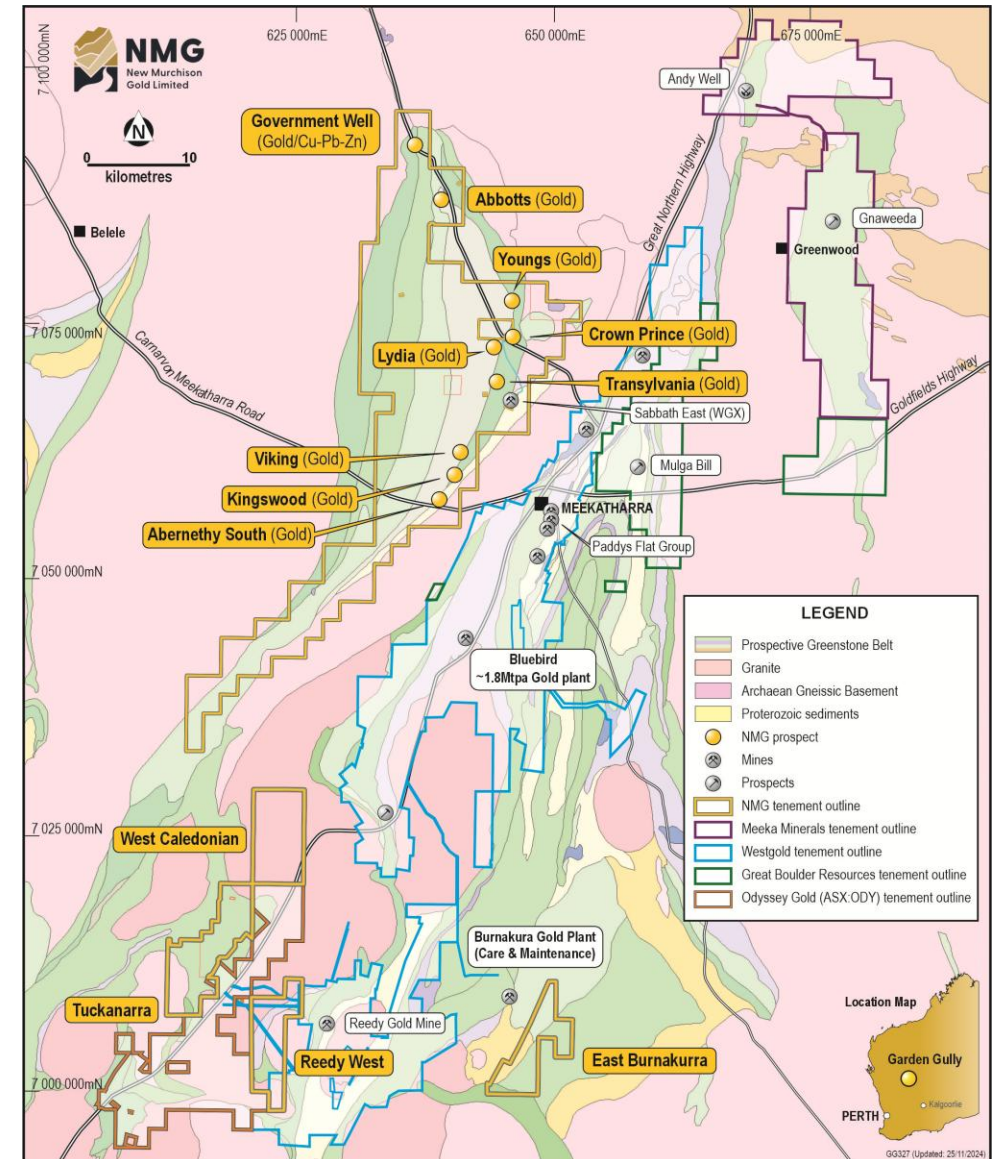 NMG
New Murchison
Gold Limited
N
0 10
kilometres
625 000mE
650 000mE
675 000mE
7 100 000mN
Andy Well
Government Well
(Gold/Cu-Pb-Zn)
Great Northern Highway
Abbotts (Gold)
Gnaweeda
Belele
Greenwood
Youngs (Gold)
7 075 000mN
Crown Prince (Gold)
Lydia (Gold)
Carnarvon Meekatharra Road
Goldfields Highway
Transylvania (Gold)
Sabbath East (WGX)
Viking (Gold)
Mulga Bill
Kingswood (Gold)
MEEKATHARRA
Abernethy South (Gold)
Paddys Flat Group
7 050 000mN
Bluebird
~1.8Mtpa Gold plant
LEGEND
Prospective Greenstone Belt
Granite
Archaean Gneissic Basement
Proterozoic sediments
NMG prospect
Mines
Prospects
NMG tenement outline
Meeka Minerals tenement outline
Westgold tenement outline
Great Boulder Resources tenement outline
Odyssey Gold (ASX:ODY) tenement outline
7 025 000mN
West Caledonian
Burnakura Gold Plant
(Care & Maintenance)
Tuckanarra
Reedy Gold Mine
Reedy West
East Burnakurra
7 000 000mN
Location Map
Garden Gully
Kalgoorlie
PERTH
GG327 (Updated: 25/11/2024)